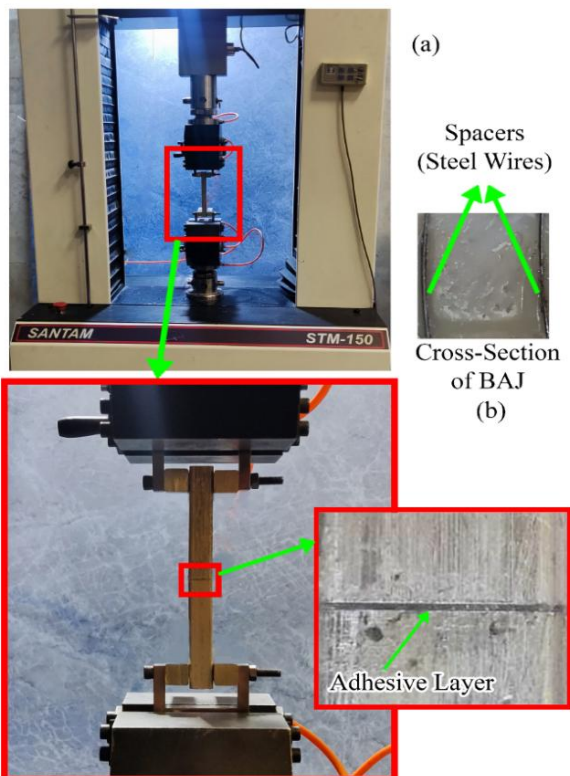 (a)
Spacers
(Steel Wires)
SANTAM
STM-150
Cross-Section
of BAJ
(b)
Adhesive Layer